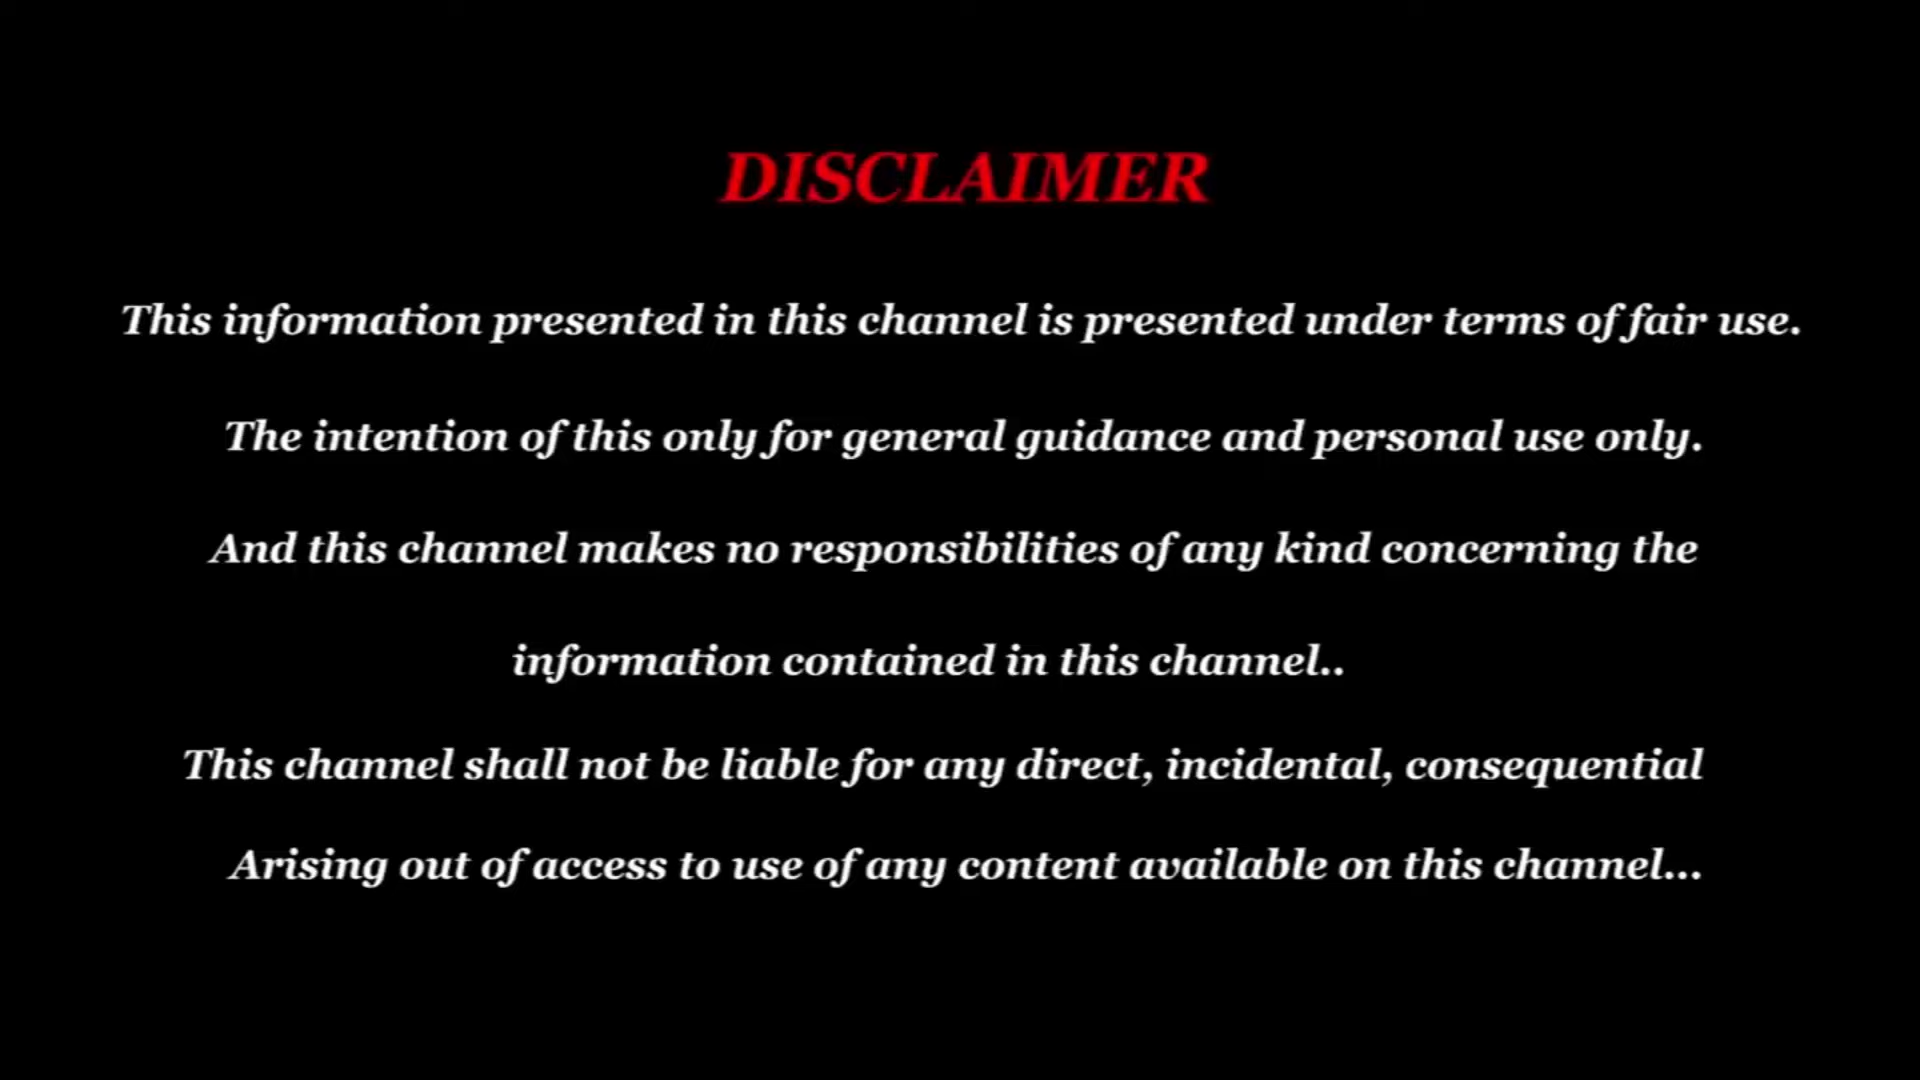 DISCLAIMER
This information presented in this channel is presented under terms of fair use.
The intention of this only for general guidance and personal use only.
And this channel makes no responsibilities of any kind concerning the
information contained in this channel..
This channel shall not be liable for any direct, incidental, consequential
Arising out of access to use of any content available on this channel...